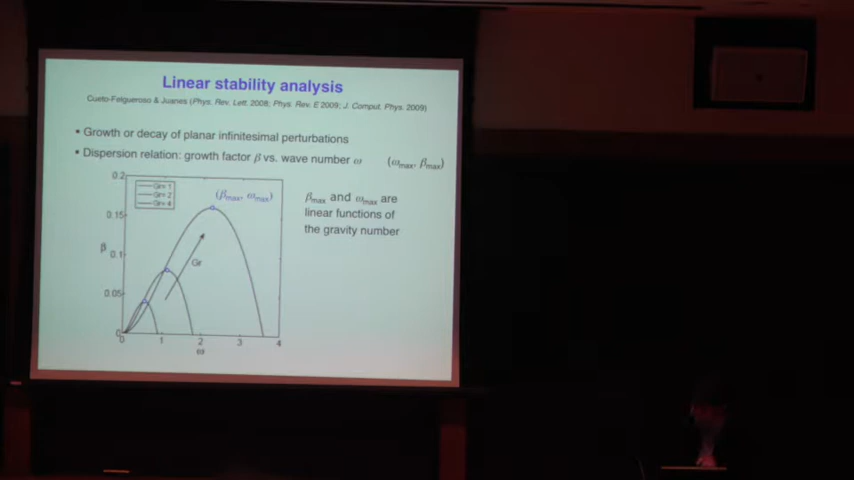 Linear stability analysis
Cueto-Felgueroso & Juanes (Phys. Rev. Lett. 2008; Phys. Rev. E 2009; J. Comput. Phys. 2009)
• Growth or decay of planar infinitesimal perturbations
• Dispersion relation: growth factor β vs. wave number ω (ωmax, βmax)
0.2
Gr= 1
Gr= 2
Gr= 4
(βmax, ωmax)
βmax and ωmax are
linear functions of
the gravity number
0.15
β
0.1
Gr
0.05
0
0 1 2 3 4
ω